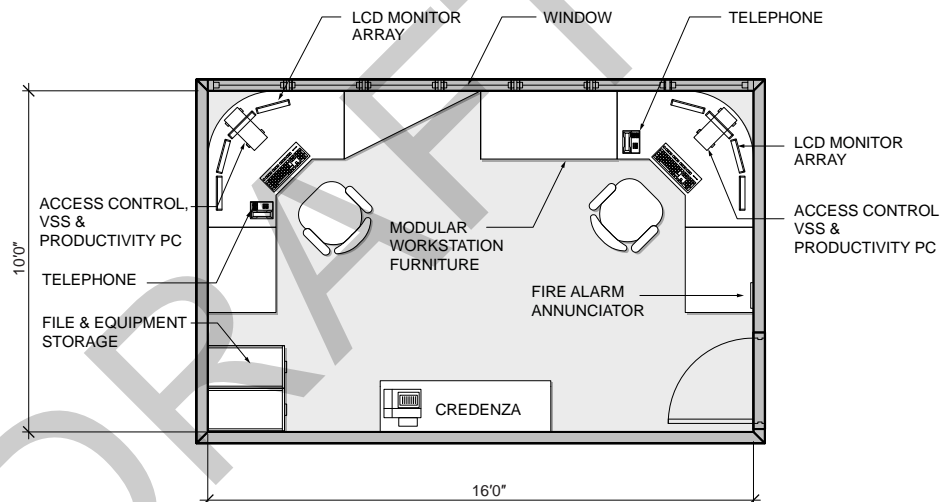 LCD MONITOR
ARRAY
WINDOW
TELEPHONE
LCD MONITOR
ARRAY
ACCESS CONTROL,
VSS &
PRODUCTIVITY PC
MODULAR
WORKSTATION
FURNITURE
ACCESS CONTROL
VSS &
PRODUCTIVITY PC
10'0"
TELEPHONE
FIRE ALARM
ANNUNCIATOR
FILE & EQUIPMENT
STORAGE
CREDENZA
16'0"
DRAFT